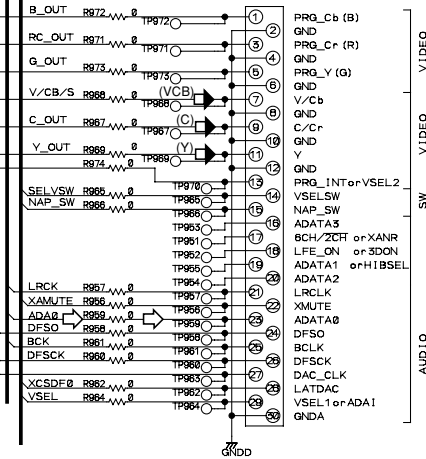 B_OUT R972 0 TP972 1 PRG_Cb(B)
2 GND
RC_OUT R971 0 TP971 3 PRG_Cr(R)
4 GND
G_OUT R973 0 TP973 5 PRG_Y(G)
6 GND
VIDEO
V/CB/S R968 0 (VCB) TP968 7 V/Cb
8 GND
C_OUT R967 0 (C) TP967 9 C/Cr
10 GND
Y_OUT R969 0 (Y) TP969 11 Y
R974 0 12 GND
VIDEO
TP970 13 PRG_INTorVSEL2
SELVSW R965 0 TP965 14 VSELSW
NAP_SW R966 0 TP966 15 NAP_SW
SW
TP953 16 ADATA3
TP951 17 6CH/2CH orXANR
TP952 18 LFE_ON or3DON
TP955 19 ADATA1 orHIBSEL
TP954 20 ADATA2
LRCK R957 0 TP957 21 LRCLK
XAMUTE R956 0 TP956 22 XMUTE
ADA0 R959 0 TP959 23 ADATA0
DFSO R958 0 TP958 24 DFSO
BCK R961 0 TP961 25 BCLK
DFSCK R960 0 TP960 26 DFSCK
TP963 27 DAC_CLK
XCSDF0 R962 0 TP962 28 LATDAC
VSEL R964 0 TP964 29 VSEL1orADAI
30 GNDA
AUDIO
GNDD